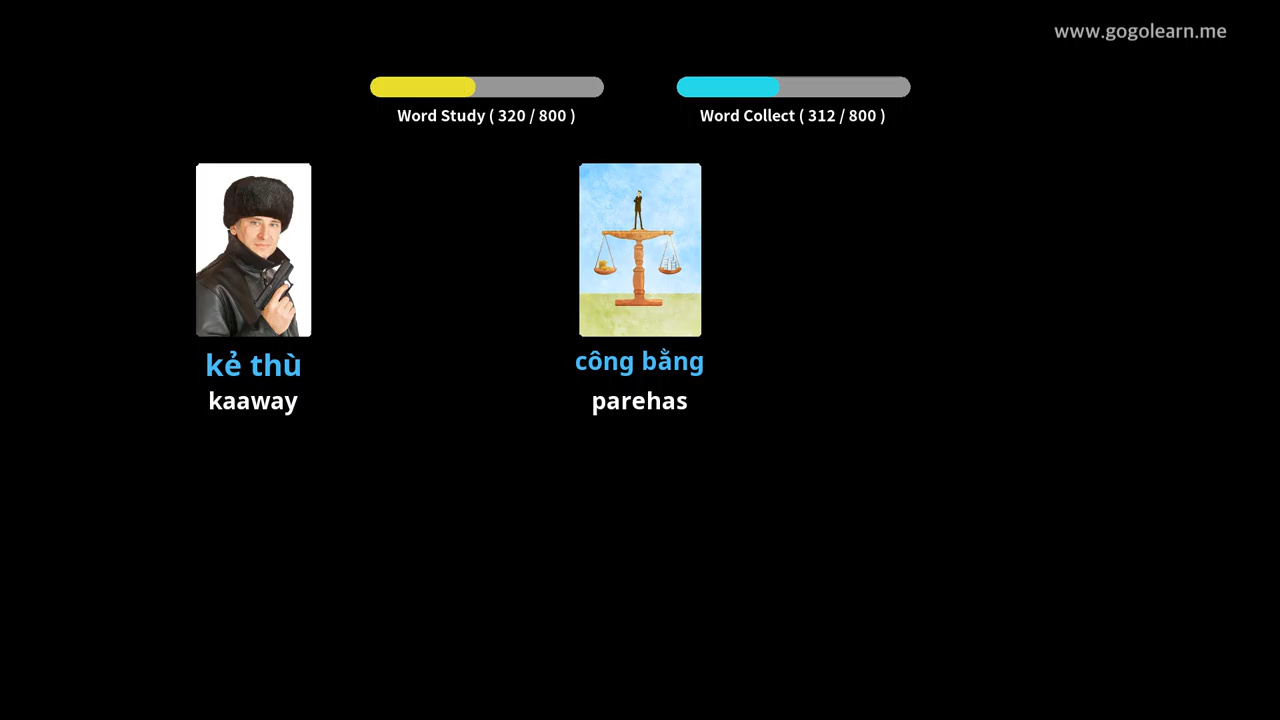 www.gogolearn.me
Word Study ( 320 / 800 )
Word Collect ( 312 / 800 )
kẻ thù
kaaway
công bằng
parehas